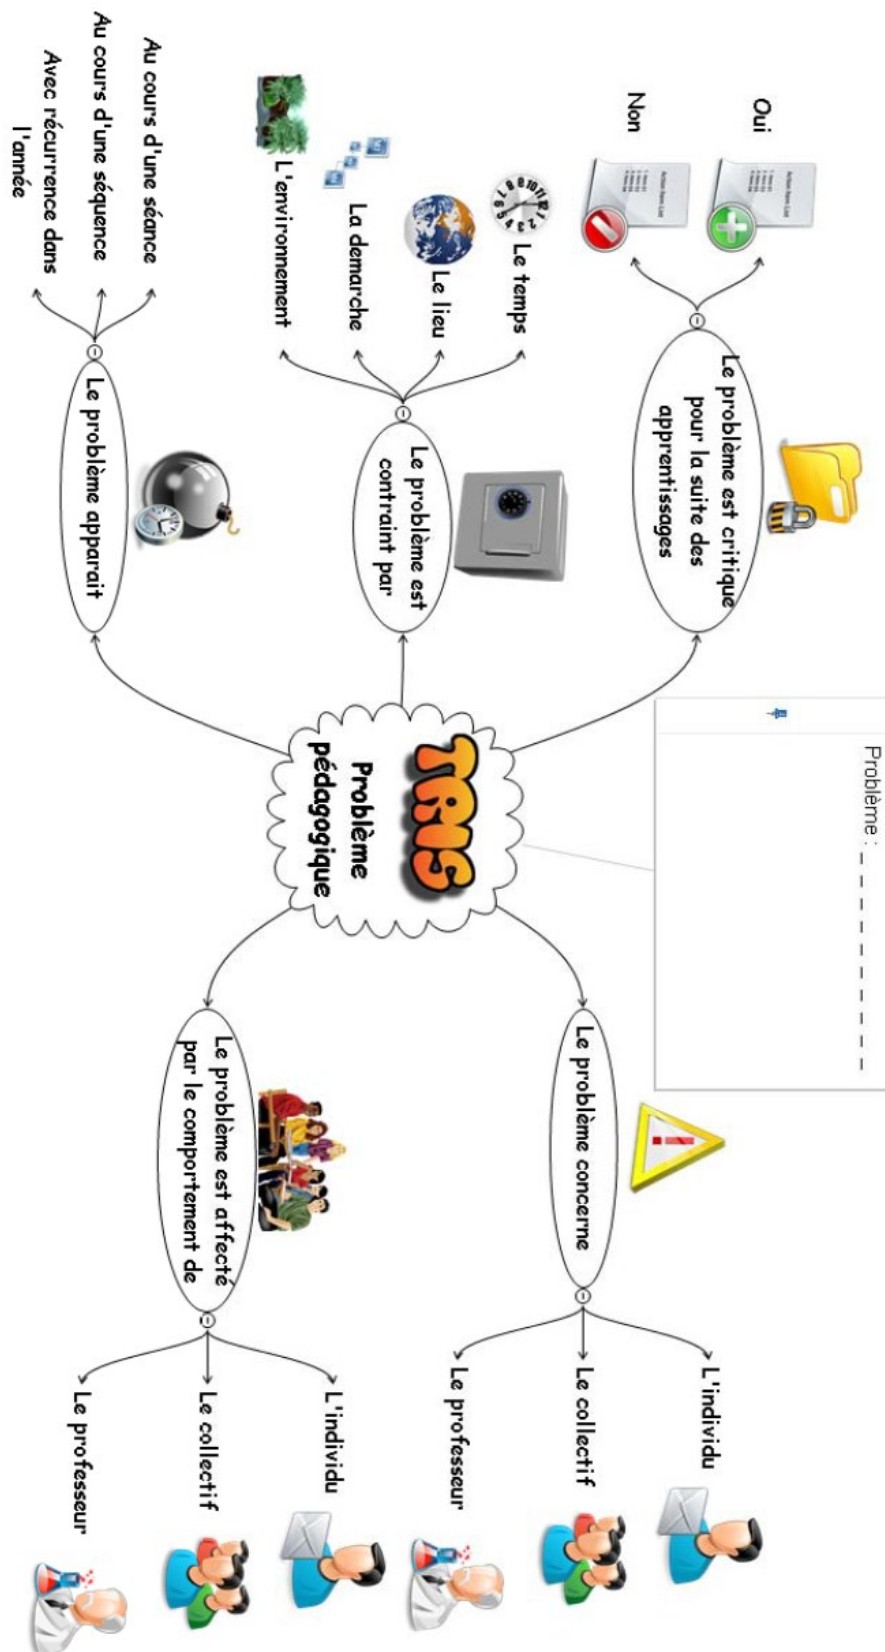 Problème : _ _ _ _ _ _ _ _ _ _
TRIS
Problème
pédagogique
Le problème est critique
pour la suite des
apprentissages
Oui
Non
Le problème est
contraint par
Le temps
Le lieu
La demarche
L'environnement
Le problème apparait
Au cours d'une séance
Au cours d'une séquence
Avec récurrence dans
l'année
Le problème concerne
L'individu
Le collectif
Le professeur
Le problème est affecté
par le comportement de
L'individu
Le collectif
Le professeur